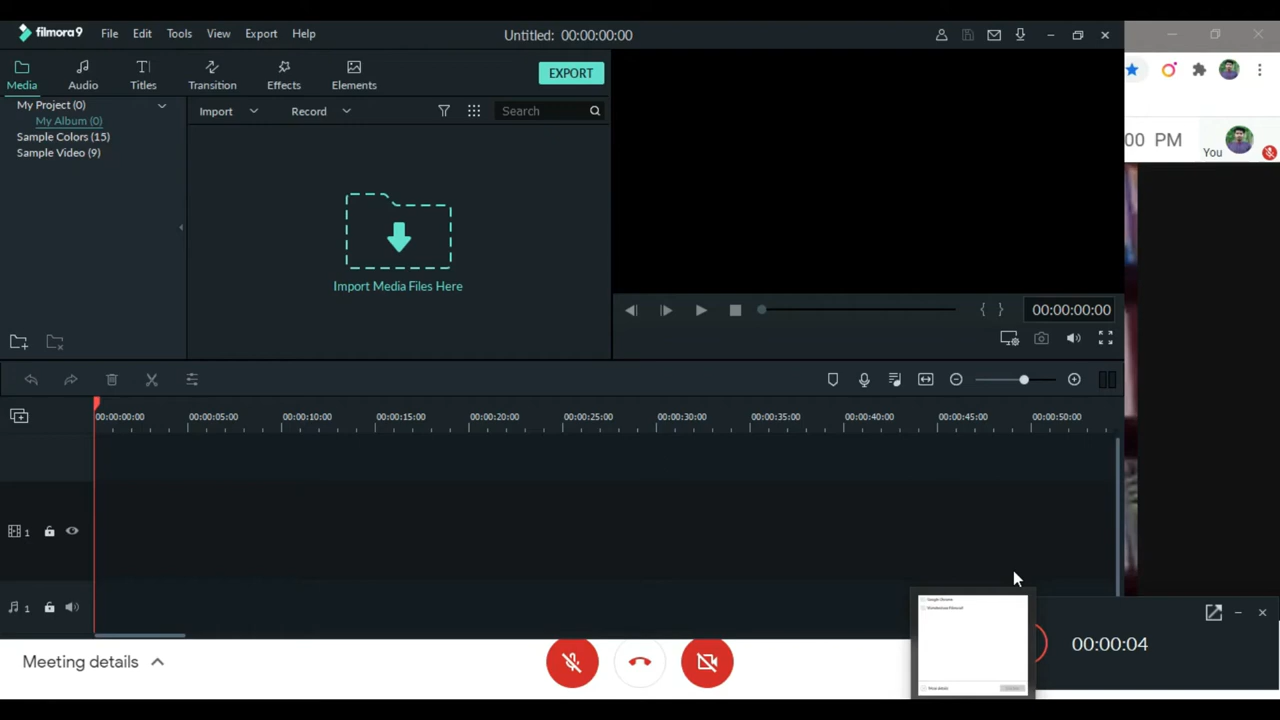 filmora9 File Edit Tools View Export Help Untitled: 00:00:00:00
Media Audio Titles Transition Effects Elements EXPORT
My Project (0)
My Album (0)
Sample Colors (15)
Sample Video (9)
Import Record Search
Import Media Files Here
00:00:00:00
00 PM You
00:00:00:00 00:00:05:00 00:00:10:00 00:00:15:00 00:00:20:00 00:00:25:00 00:00:30:00 00:00:35:00 00:00:40:00 00:00:45:00 00:00:50:00
1
1
Google Chrome
More details
00:00:04
Meeting details